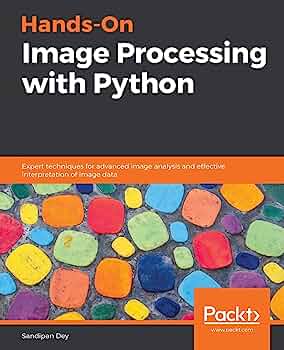 Hands-On
Image Processing
with Python
Expert techniques for advanced image analysis and effective
interpretation of image data
Packt>
www.packt.com
Sandipan Dey